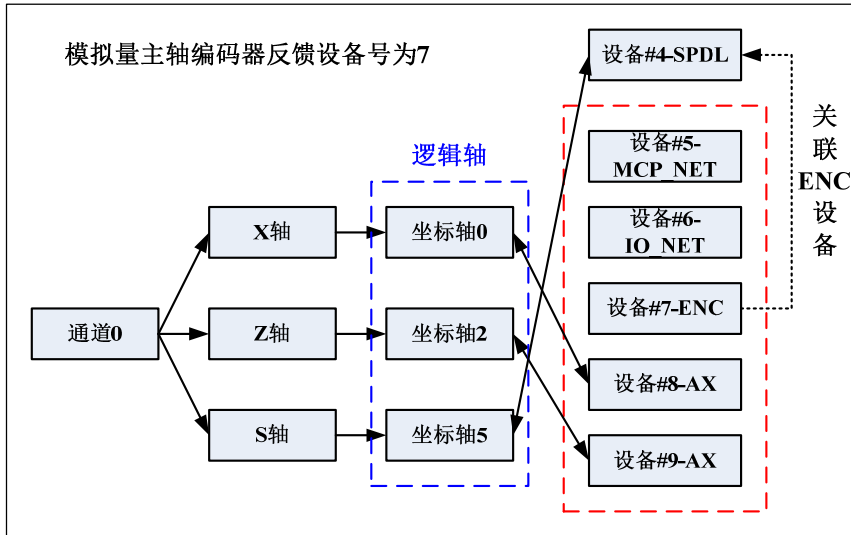 模拟量主轴编码器反馈设备号为7
设备#4-SPDL
关
联
ENC
设
备
逻辑轴
设备#5-
MCP_NET
设备#6-
IO_NET
X轴
坐标轴0
通道0
Z轴
坐标轴2
设备#7-ENC
设备#8-AX
S轴
坐标轴5
设备#9-AX